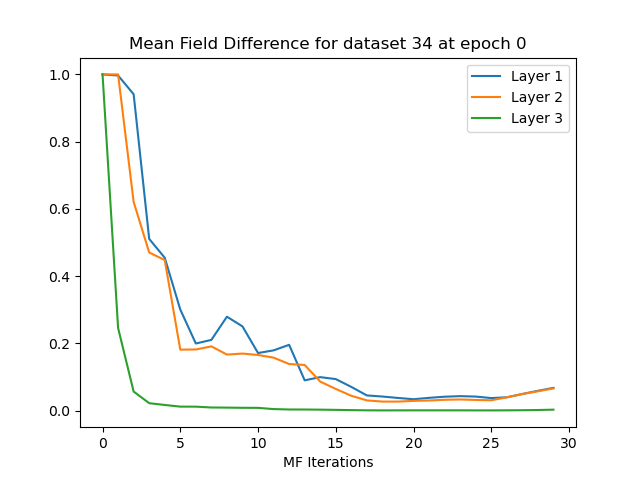 Mean Field Difference for dataset 34 at epoch 0
Layer 1
Layer 2
Layer 3
1.0
0.8
0.6
0.4
0.2
0.0
0 5 10 15 20 25 30
MF Iterations